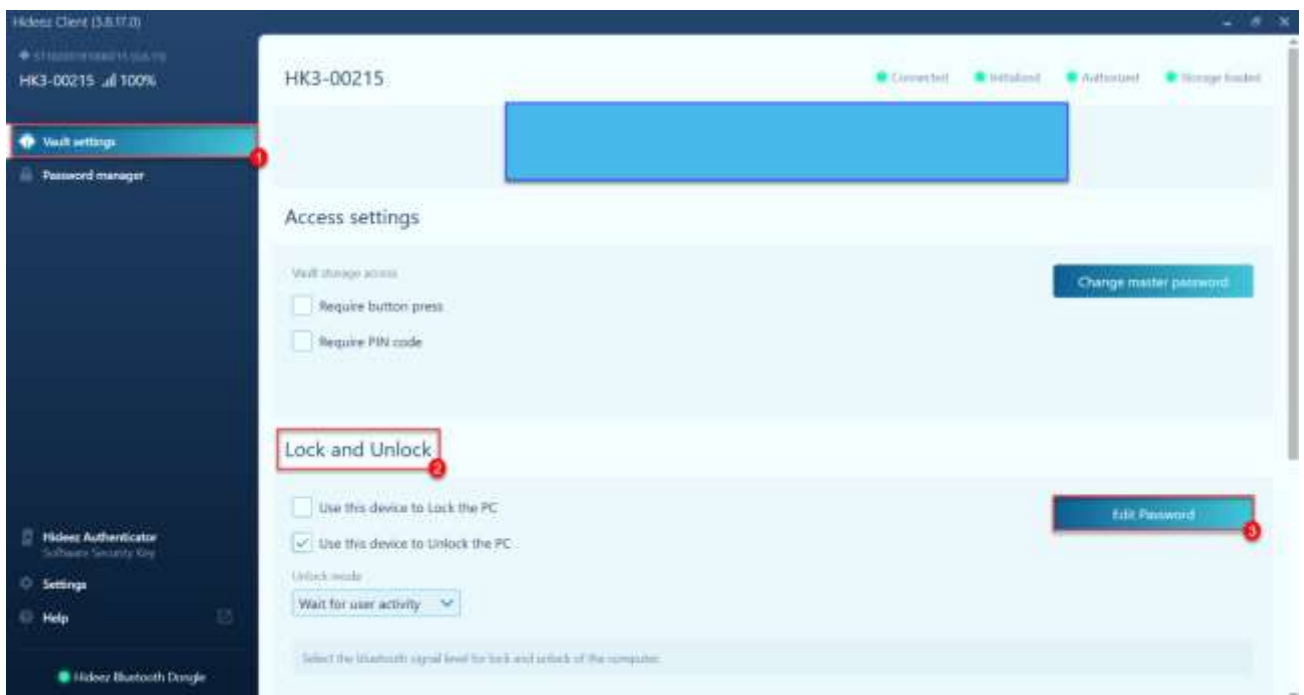 Hideez Client (3.8.17.0)
HK3-00215 100%
Vault settings
1
Password manager
HK3-00215
Connected
Initialized
Authorized
Storage loaded
Access settings
Vault storage access
Require button press
Require PIN code
Change master password
Lock and Unlock
2
Use this device to Lock the PC
Use this device to Unlock the PC
Edit Password
3
Unlock mode
Wait for user activity
Select the bluetooth signal level for lock and unlock of the computer.
Hideez Authenticator
Software Security Key
Settings
Help
Hideez Bluetooth Dongle